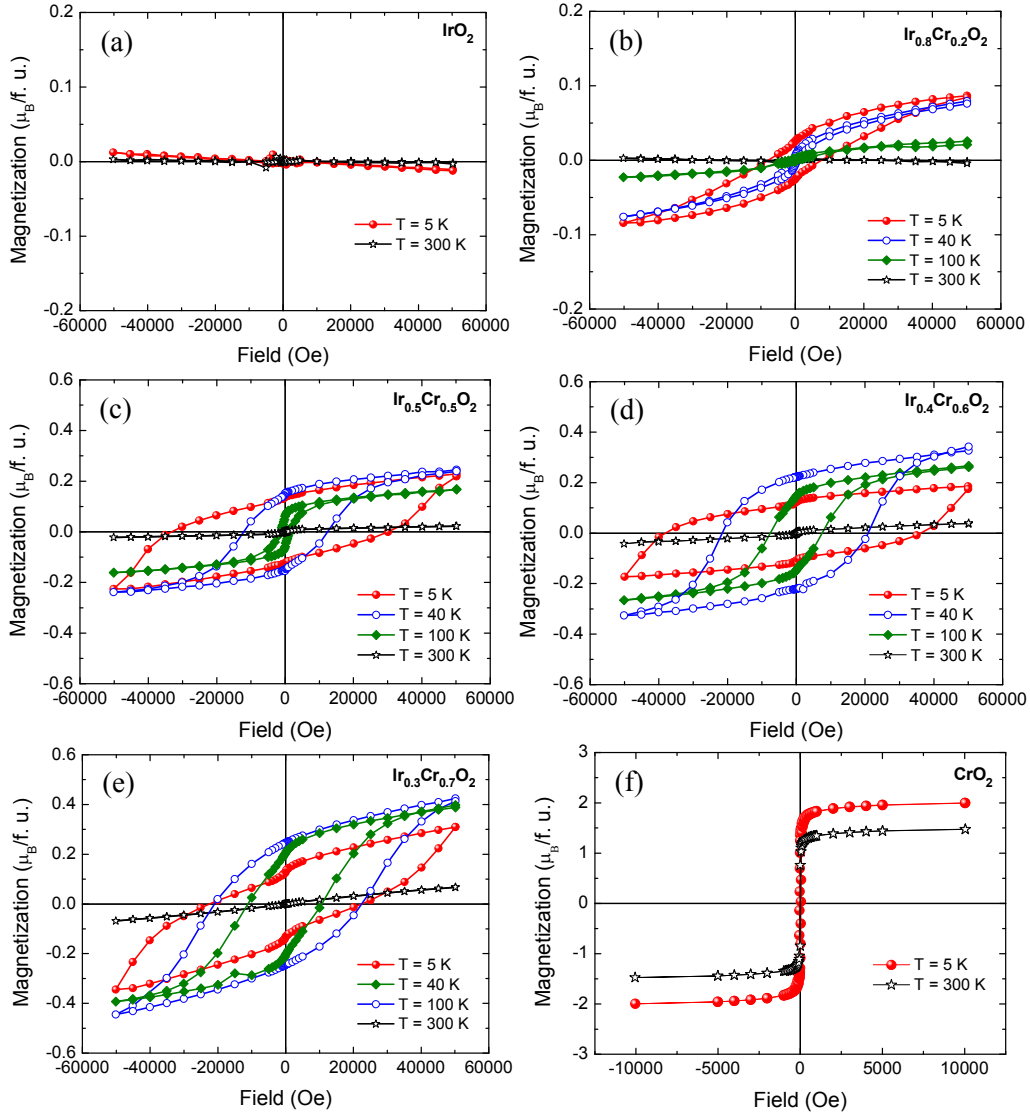 (a)
IrO2
Magnetization (μB/f. u.)
0.2
0.1
0.0
-0.1
-0.2
T = 5 K
T = 300 K
-60000 -40000 -20000 0 20000 40000 60000
Field (Oe)
(b)
Ir0.8Cr0.2O2
Magnetization (μB/f. u.)
0.2
0.1
0.0
-0.1
-0.2
T = 5 K
T = 40 K
T = 100 K
T = 300 K
-60000 -40000 -20000 0 20000 40000 60000
Field (Oe)
(c)
Ir0.5Cr0.5O2
Magnetization (μB/f. u.)
0.6
0.4
0.2
0.0
-0.2
-0.4
-0.6
T = 5 K
T = 40 K
T = 100 K
T = 300 K
-60000 -40000 -20000 0 20000 40000 60000
Field (Oe)
(d)
Ir0.4Cr0.6O2
Magnetization (μB/f. u.)
0.6
0.4
0.2
0.0
-0.2
-0.4
-0.6
T = 5 K
T = 40 K
T = 100 K
T = 300 K
-60000 -40000 -20000 0 20000 40000 60000
Field (Oe)
(e)
Ir0.3Cr0.7O2
Magnetization (μB/f. u.)
0.6
0.4
0.2
0.0
-0.2
-0.4
-0.6
T = 5 K
T = 40 K
T = 100 K
T = 300 K
-60000 -40000 -20000 0 20000 40000 60000
Field (Oe)
(f)
CrO2
Magnetization (μB/f. u.)
3
2
1
0
-1
-2
-3
T = 5 K
T = 300 K
-10000 -5000 0 5000 10000
Field (Oe)